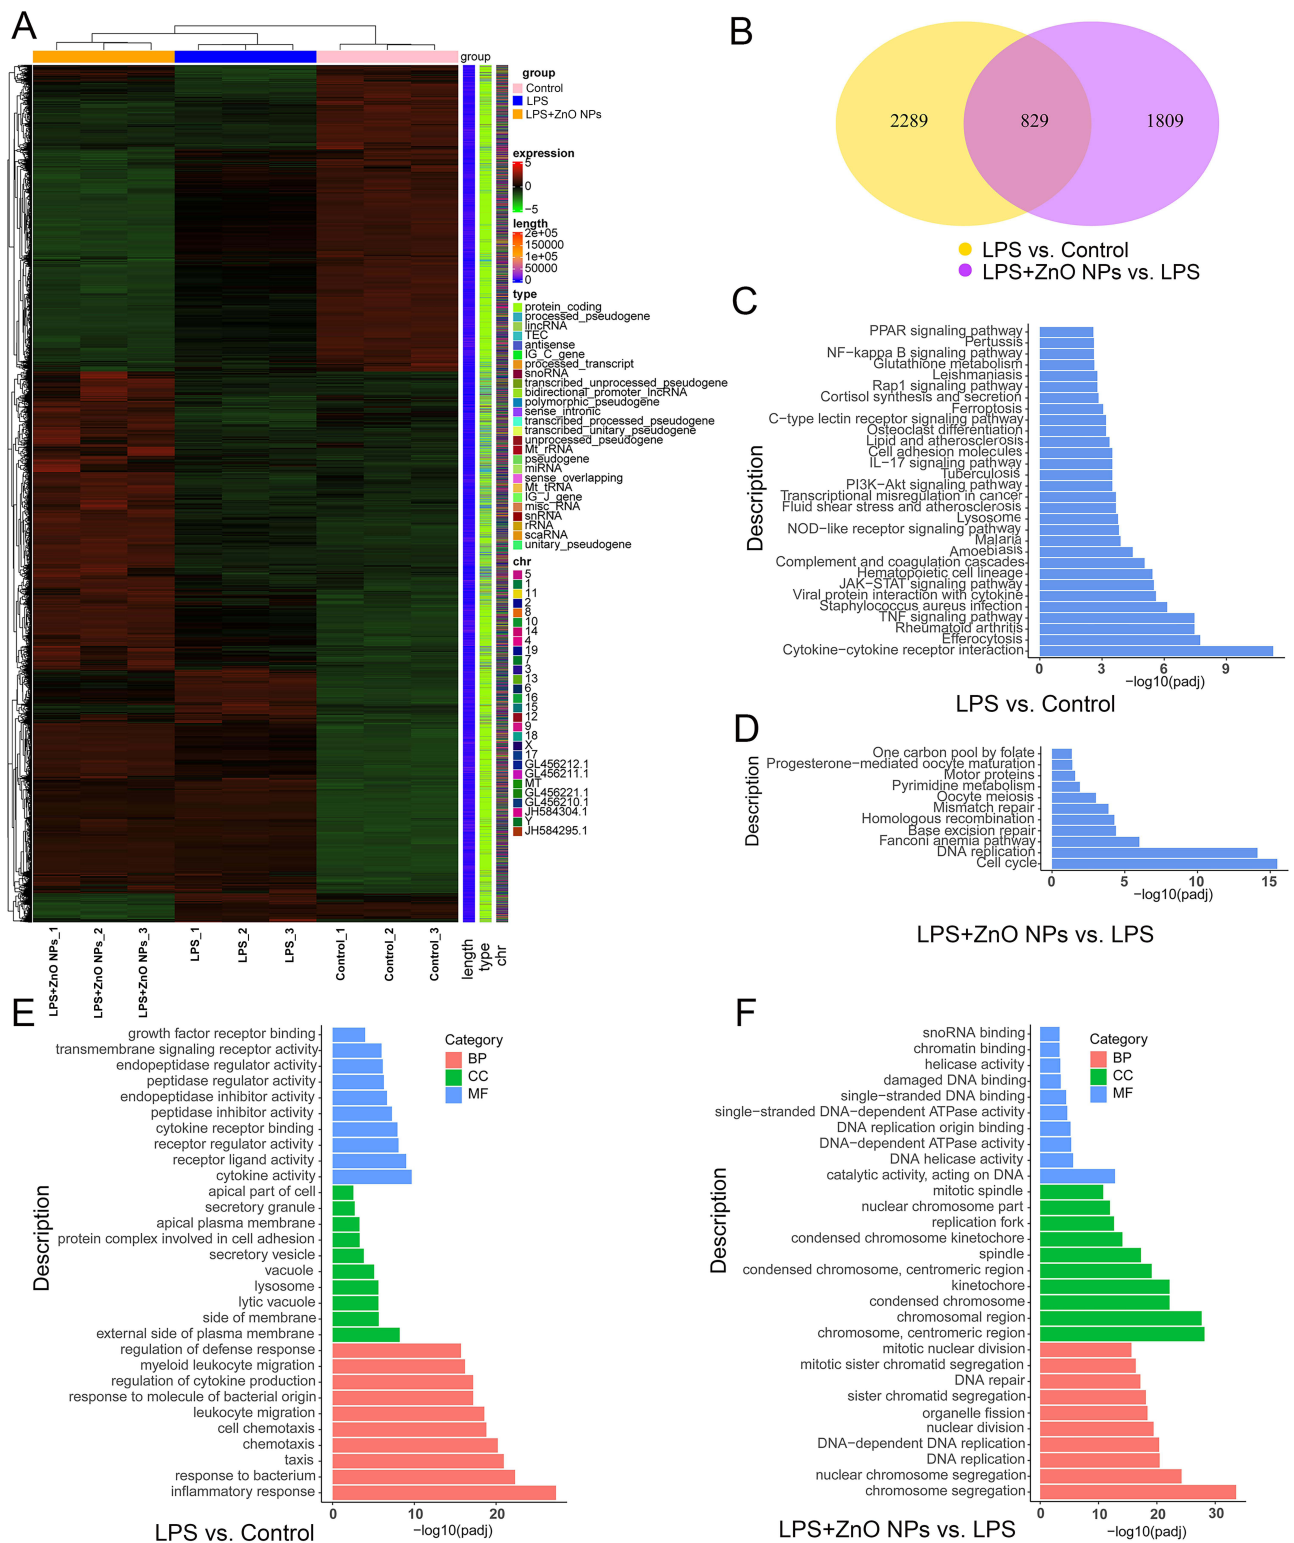 A
group
group
Control
LPS
LPS+ZnO NPs
expression
5
0
−5
length
2e+05
150000
1e+05
50000
0
type
protein_coding
processed_pseudogene
lincRNA
TEC
antisense
IG_C_gene
processed_transcript
snoRNA
transcribed_unprocessed_pseudogene
bidirectional_promoter_lncRNA
polymorphic_pseudogene
sense_intronic
transcribed_processed_pseudogene
transcribed_unitary_pseudogene
unprocessed_pseudogene
Mt_rRNA
pseudogene
miRNA
sense_overlapping
Mt_tRNA
IG_J_gene
misc_RNA
snRNA
rRNA
scaRNA
unitary_pseudogene
chr
5
1
11
2
8
10
14
4
19
7
3
13
6
16
15
12
9
18
X
17
GL456212.1
GL456211.1
MT
GL456221.1
GL456210.1
JH584304.1
Y
JH584295.1
LPS+ZnO NPs_1
LPS+ZnO NPs_2
LPS+ZnO NPs_3
LPS_1
LPS_2
LPS_3
Control_1
Control_2
Control_3
length
type
chr
B
2289
829
1809
LPS vs. Control
LPS+ZnO NPs vs. LPS
C
Description
PPAR signaling pathway
Pertussis
NF−kappa B signaling pathway
Glutathione metabolism
Leishmaniasis
Rap1 signaling pathway
Cortisol synthesis and secretion
Ferroptosis
C−type lectin receptor signaling pathway
Osteoclast differentiation
Lipid and atherosclerosis
Cell adhesion molecules
IL−17 signaling pathway
Tuberculosis
PI3K−Akt signaling pathway
Transcriptional misregulation in cancer
Fluid shear stress and atherosclerosis
Lysosome
NOD−like receptor signaling pathway
Malaria
Amoebiasis
Complement and coagulation cascades
Hematopoietic cell lineage
JAK−STAT signaling pathway
Viral protein interaction with cytokine
Staphylococcus aureus infection
TNF signaling pathway
Rheumatoid arthritis
Efferocytosis
Cytokine−cytokine receptor interaction
0 3 6 9
−log10(padj)
LPS vs. Control
D
Description
One carbon pool by folate
Progesterone−mediated oocyte maturation
Motor proteins
Pyrimidine metabolism
Oocyte meiosis
Mismatch repair
Homologous recombination
Base excision repair
Fanconi anemia pathway
DNA replication
Cell cycle
0 5 10 15
−log10(padj)
LPS+ZnO NPs vs. LPS
E
Description
growth factor receptor binding
transmembrane signaling receptor activity
endopeptidase regulator activity
peptidase regulator activity
endopeptidase inhibitor activity
peptidase inhibitor activity
cytokine receptor binding
receptor regulator activity
receptor ligand activity
cytokine activity
apical part of cell
secretory granule
apical plasma membrane
protein complex involved in cell adhesion
secretory vesicle
vacuole
lysosome
lytic vacuole
side of membrane
external side of plasma membrane
regulation of defense response
myeloid leukocyte migration
regulation of cytokine production
response to molecule of bacterial origin
leukocyte migration
cell chemotaxis
chemotaxis
taxis
response to bacterium
inflammatory response
Category
BP
CC
MF
0 10 20
−log10(padj)
LPS vs. Control
F
Description
snoRNA binding
chromatin binding
helicase activity
damaged DNA binding
single−stranded DNA binding
single−stranded DNA−dependent ATPase activity
DNA replication origin binding
DNA−dependent ATPase activity
DNA helicase activity
catalytic activity, acting on DNA
mitotic spindle
nuclear chromosome part
replication fork
condensed chromosome kinetochore
spindle
condensed chromosome, centromeric region
kinetochore
condensed chromosome
chromosomal region
chromosome, centromeric region
mitotic nuclear division
mitotic sister chromatid segregation
DNA repair
sister chromatid segregation
organelle fission
nuclear division
DNA−dependent DNA replication
DNA replication
nuclear chromosome segregation
chromosome segregation
Category
BP
CC
MF
0 10 20 30
−log10(padj)
LPS+ZnO NPs vs. LPS